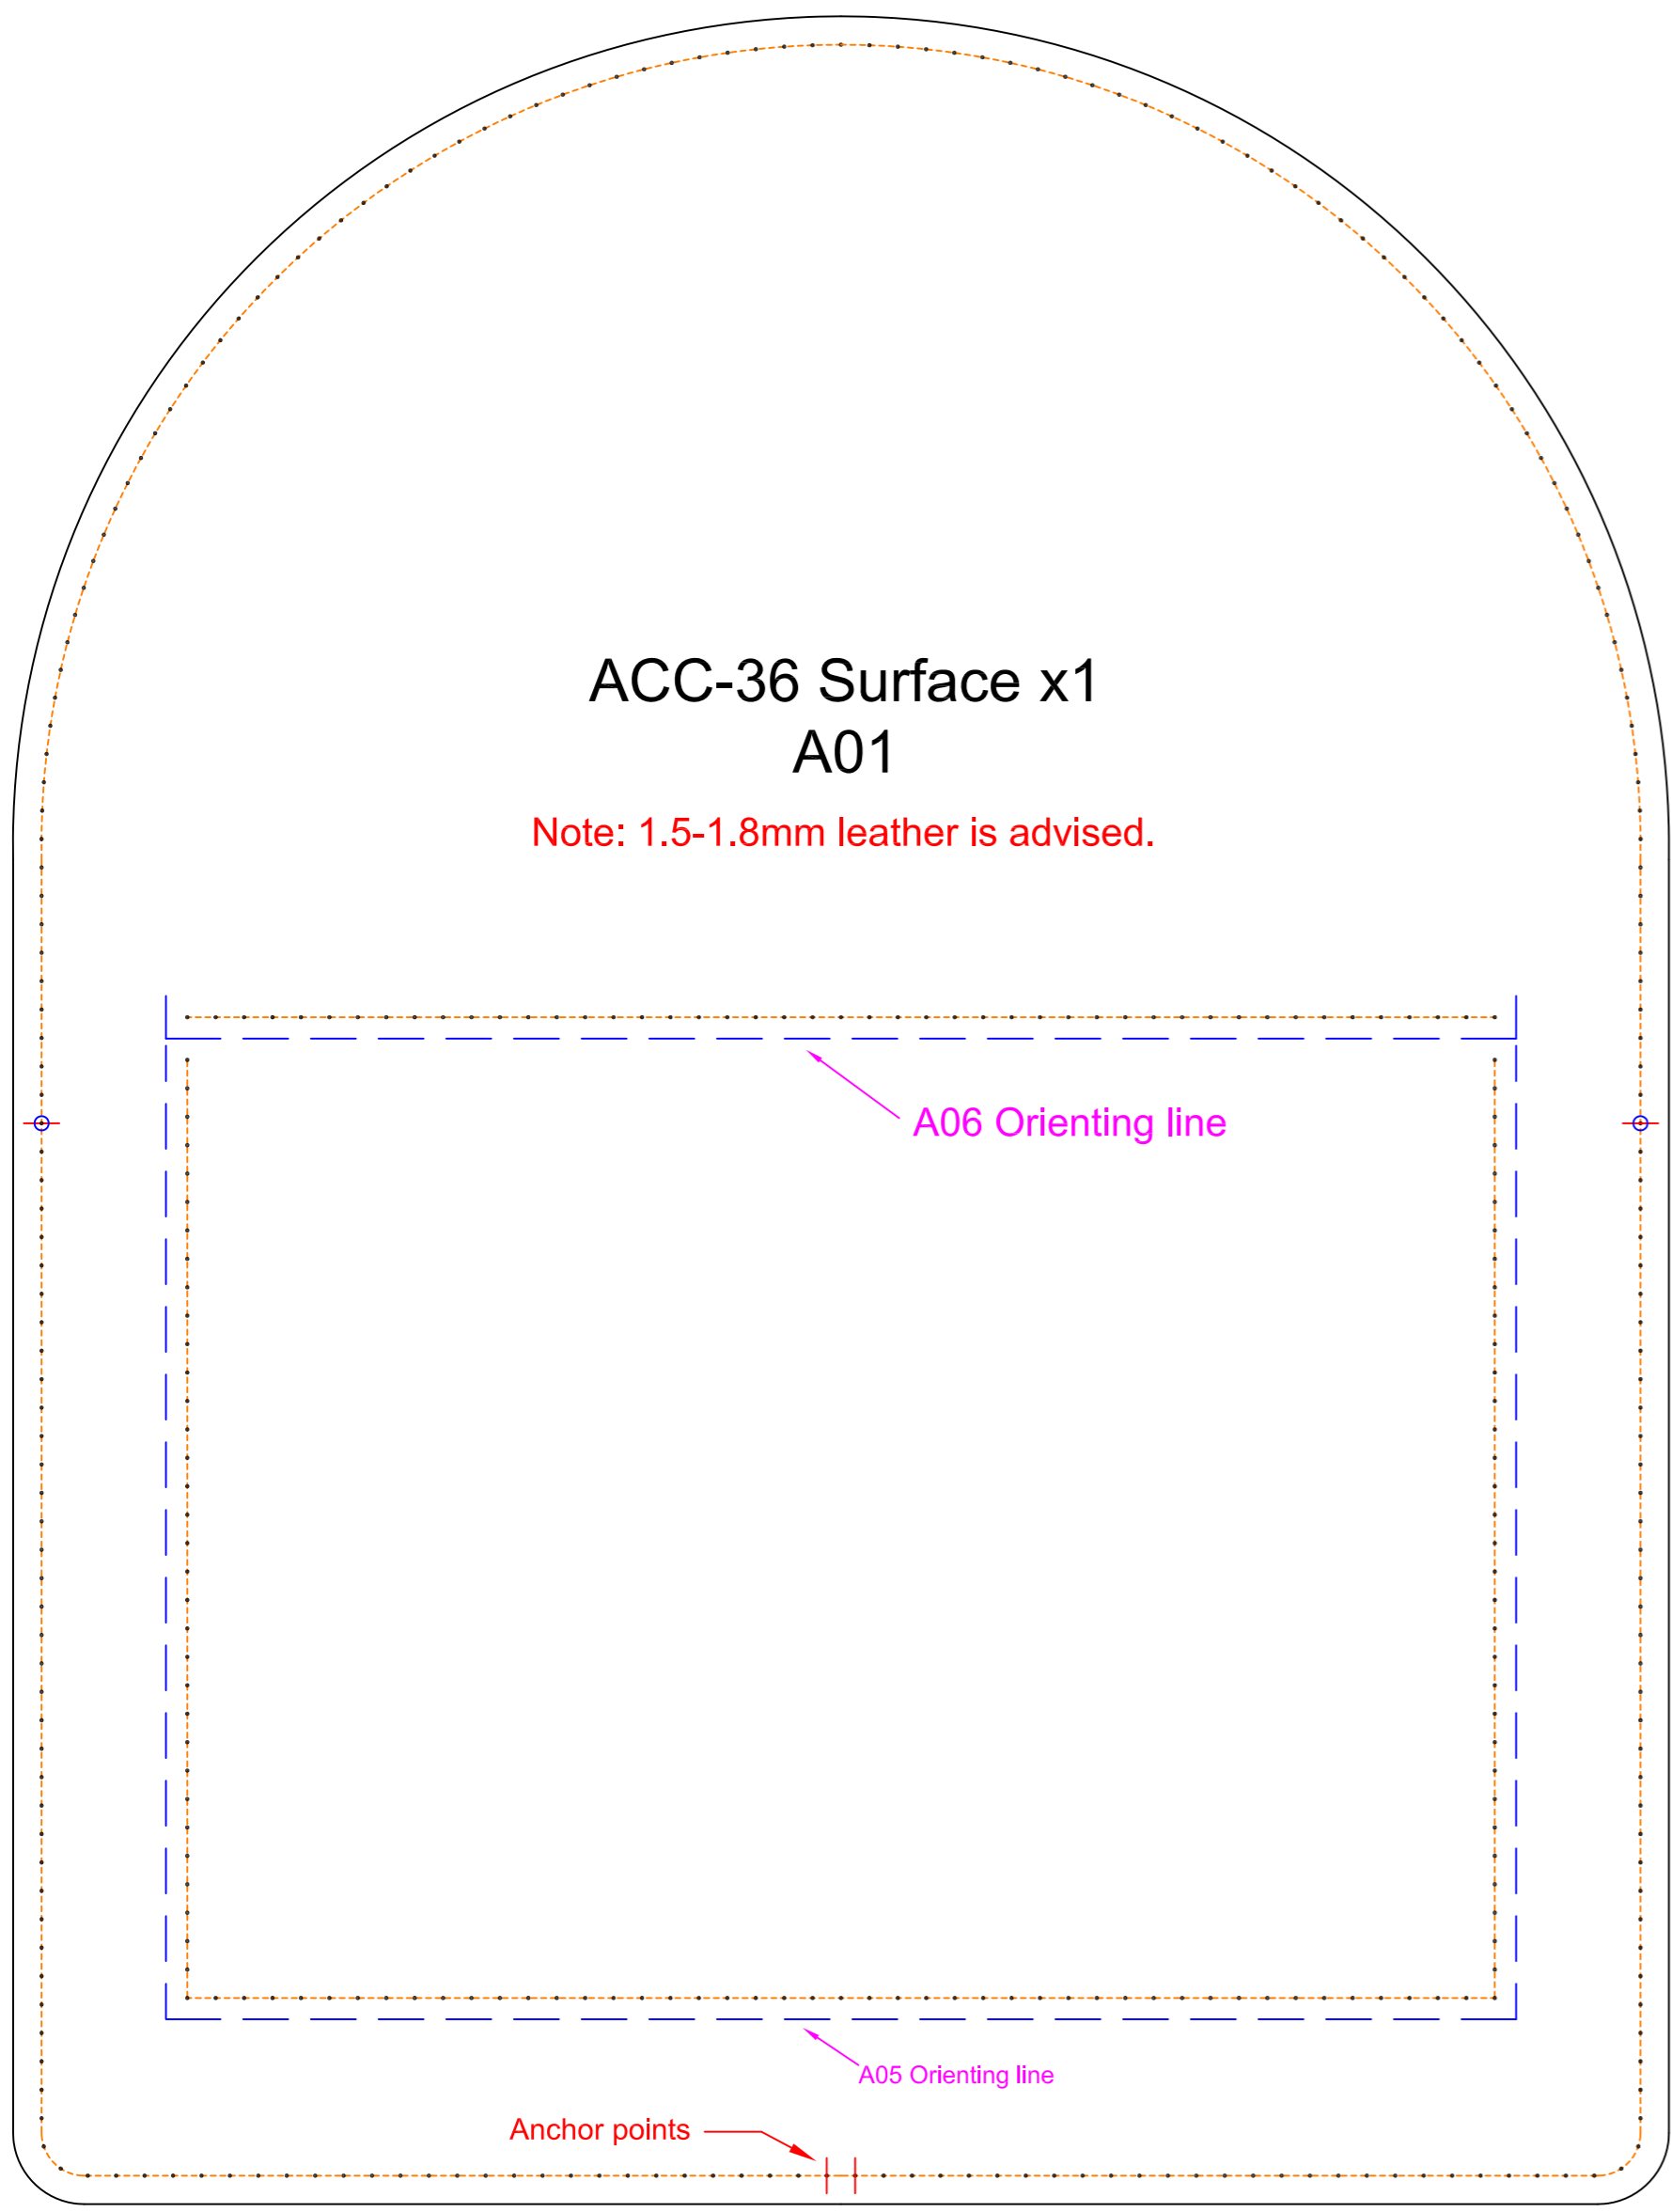 ACC-36 Surface x1
A01
Note: 1.5-1.8mm leather is advised.
A06 Orienting line
A05 Orienting line
Anchor points